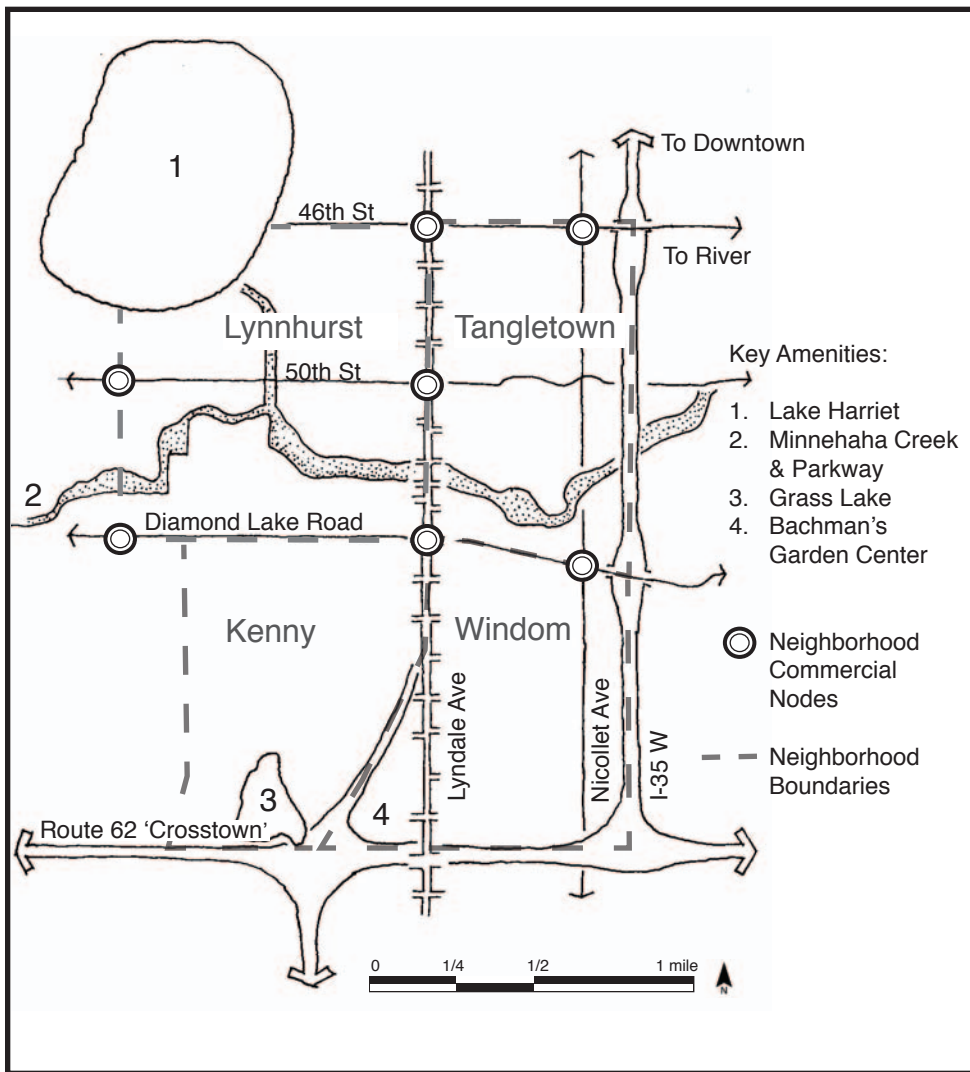 1
To Downtown
46th St
To River
Lynnhurst
Tangletown
50th St
Key Amenities:
1. Lake Harriet
2. Minnehaha Creek
& Parkway
3. Grass Lake
4. Bachman's
Garden Center
2
Diamond Lake Road
Kenny
Windom
Neighborhood
Commercial
Nodes
Lyndale Ave
Nicollet Ave
I-35 W
Neighborhood
Boundaries
3
4
Route 62 'Crosstown'
0 1/4 1/2 1 mile
N